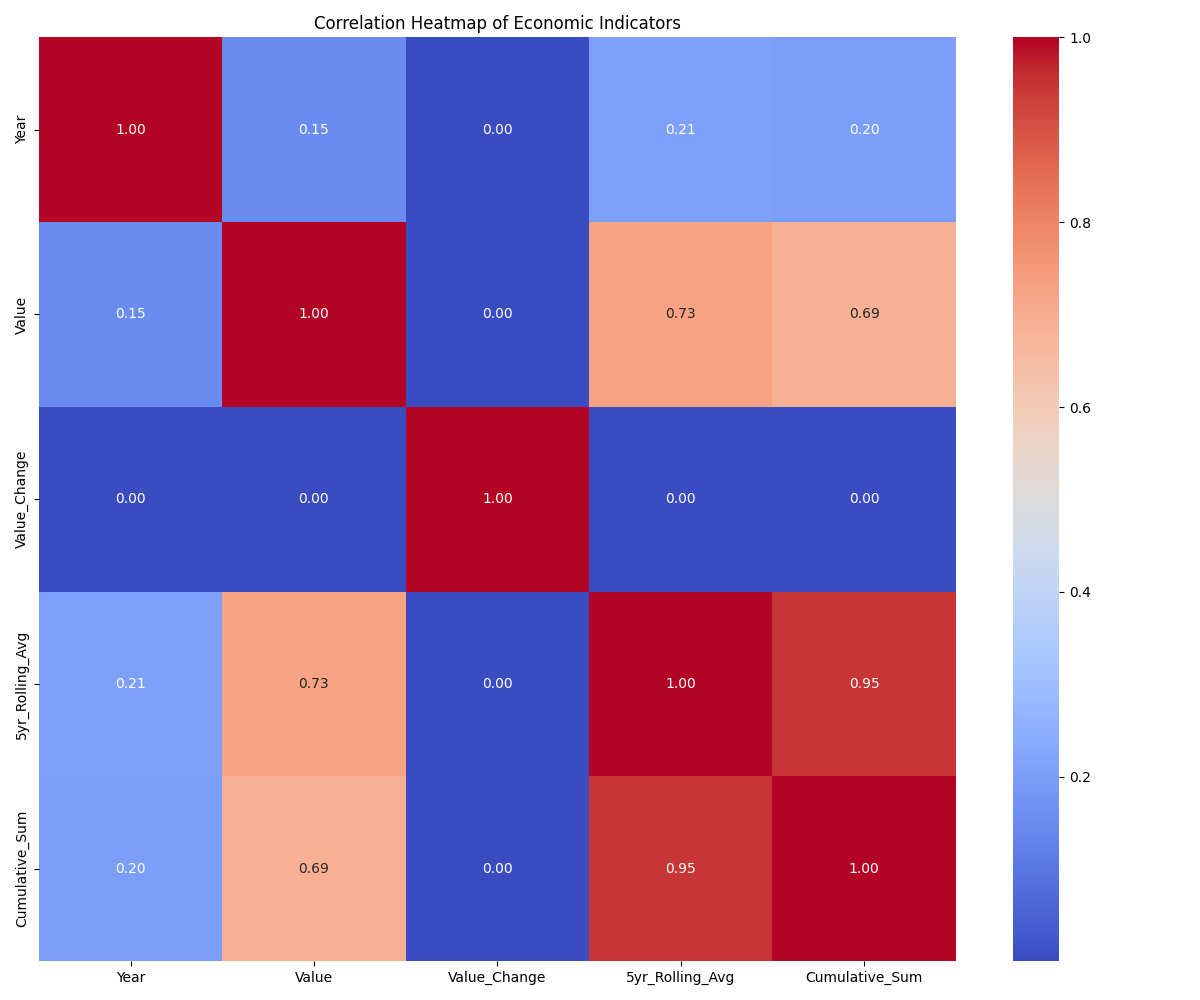 Correlation Heatmap of Economic Indicators
Year 1.00 0.15 0.00 0.21 0.20
Value 0.15 1.00 0.00 0.73 0.69
Value_Change 0.00 0.00 1.00 0.00 0.00
5yr_Rolling_Avg 0.21 0.73 0.00 1.00 0.95
Cumulative_Sum 0.20 0.69 0.00 0.95 1.00
Year Value Value_Change 5yr_Rolling_Avg Cumulative_Sum
1.0
0.8
0.6
0.4
0.2